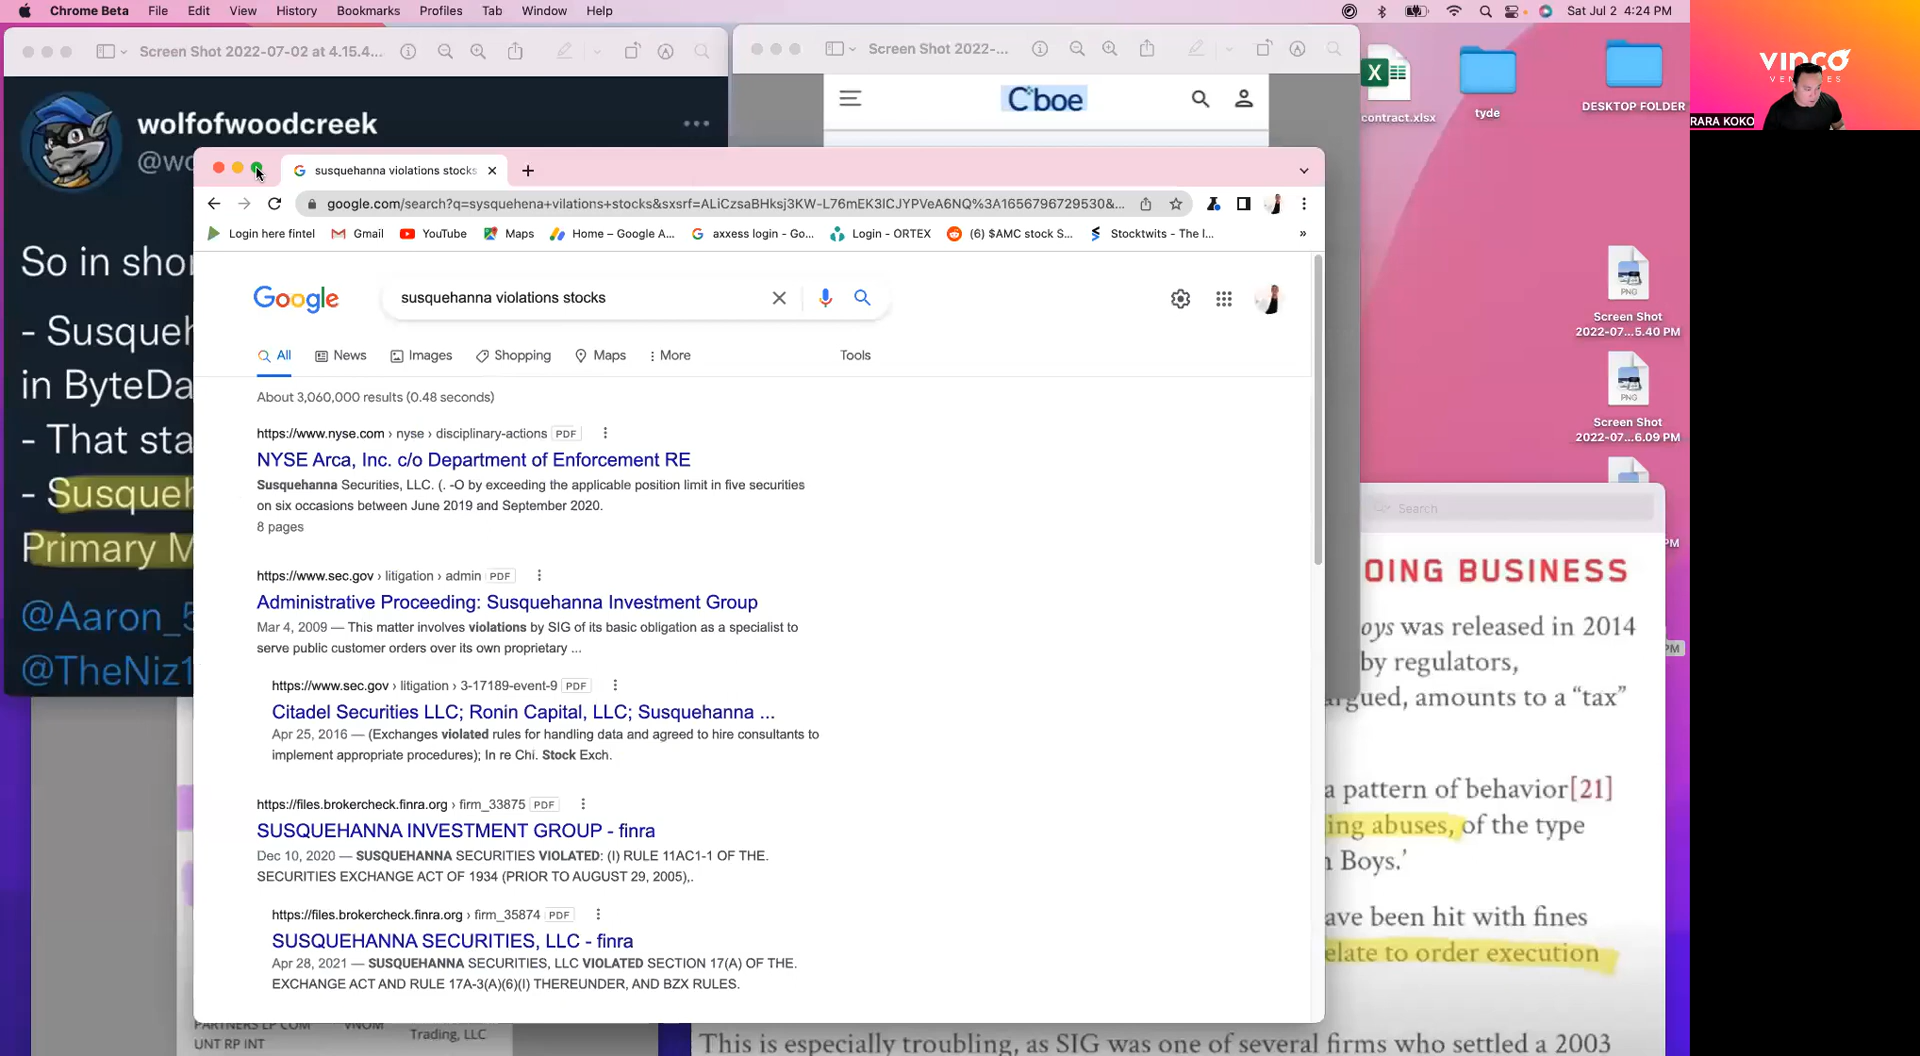 Chrome Beta File Edit View History Bookmarks Profiles Tab Window Help
Sat Jul 2 4:24 PM
Screen Shot 2022-07-02 at 4.15.4...
Screen Shot 2022-...
wolfofwoodcreek
@wo
So in shor
- Susqueh
in ByteDa
- That sta
- Susqueh
Primary M
@Aaron_5
@TheNiz1
Cboe
contract.xlsx
tyde
DESKTOP FOLDER
vinco
VENTURES
RARA KOKO
PNG
Screen Shot
2022-07...5.40 PM
PNG
Screen Shot
2022-07...6.09 PM
PM
PM
susquehanna violations stocks
google.com/search?q=sysquehena+vilations+stocks&sxsrf=ALiCzsaBHksj3KW-L76mEK3ICJYPVeA6NQ%3A1656796729530&...
Login here fintel Gmail YouTube Maps Home – Google A... axxess login - Go... Login - ORTEX (6) $AMC stock S... Stocktwits - The I... »
Google
susquehanna violations stocks
All News Images Shopping Maps More Tools
About 3,060,000 results (0.48 seconds)
https://www.nyse.com › nyse › disciplinary-actions PDF
NYSE Arca, Inc. c/o Department of Enforcement RE
Susquehanna Securities, LLC. (. -O by exceeding the applicable position limit in five securities
on six occasions between June 2019 and September 2020.
8 pages
https://www.sec.gov › litigation › admin PDF
Administrative Proceeding: Susquehanna Investment Group
Mar 4, 2009 — This matter involves violations by SIG of its basic obligation as a specialist to
serve public customer orders over its own proprietary ...
https://www.sec.gov › litigation › 3-17189-event-9 PDF
Citadel Securities LLC; Ronin Capital, LLC; Susquehanna ...
Apr 25, 2016 — (Exchanges violated rules for handling data and agreed to hire consultants to
implement appropriate procedures); In re Chi. Stock Exch.
https://files.brokercheck.finra.org › firm_33875 PDF
SUSQUEHANNA INVESTMENT GROUP - finra
Dec 10, 2020 — SUSQUEHANNA SECURITIES VIOLATED: (I) RULE 11AC1-1 OF THE.
SECURITIES EXCHANGE ACT OF 1934 (PRIOR TO AUGUST 29, 2005),.
https://files.brokercheck.finra.org › firm_35874 PDF
SUSQUEHANNA SECURITIES, LLC - finra
Apr 28, 2021 — SUSQUEHANNA SECURITIES, LLC VIOLATED SECTION 17(A) OF THE.
EXCHANGE ACT AND RULE 17A-3(A)(6)(I) THEREUNDER, AND BZX RULES.
Search
OING BUSINESS
oys was released in 2014
by regulators,
rgued, amounts to a “tax”
a pattern of behavior[21]
ing abuses, of the type
n Boys.’
ave been hit with fines
elate to order execution
This is especially troubling, as SIG was one of several firms who settled a 2003
PARTNERS LP COM
UNT RP INT
VNOM
Trading, LLC